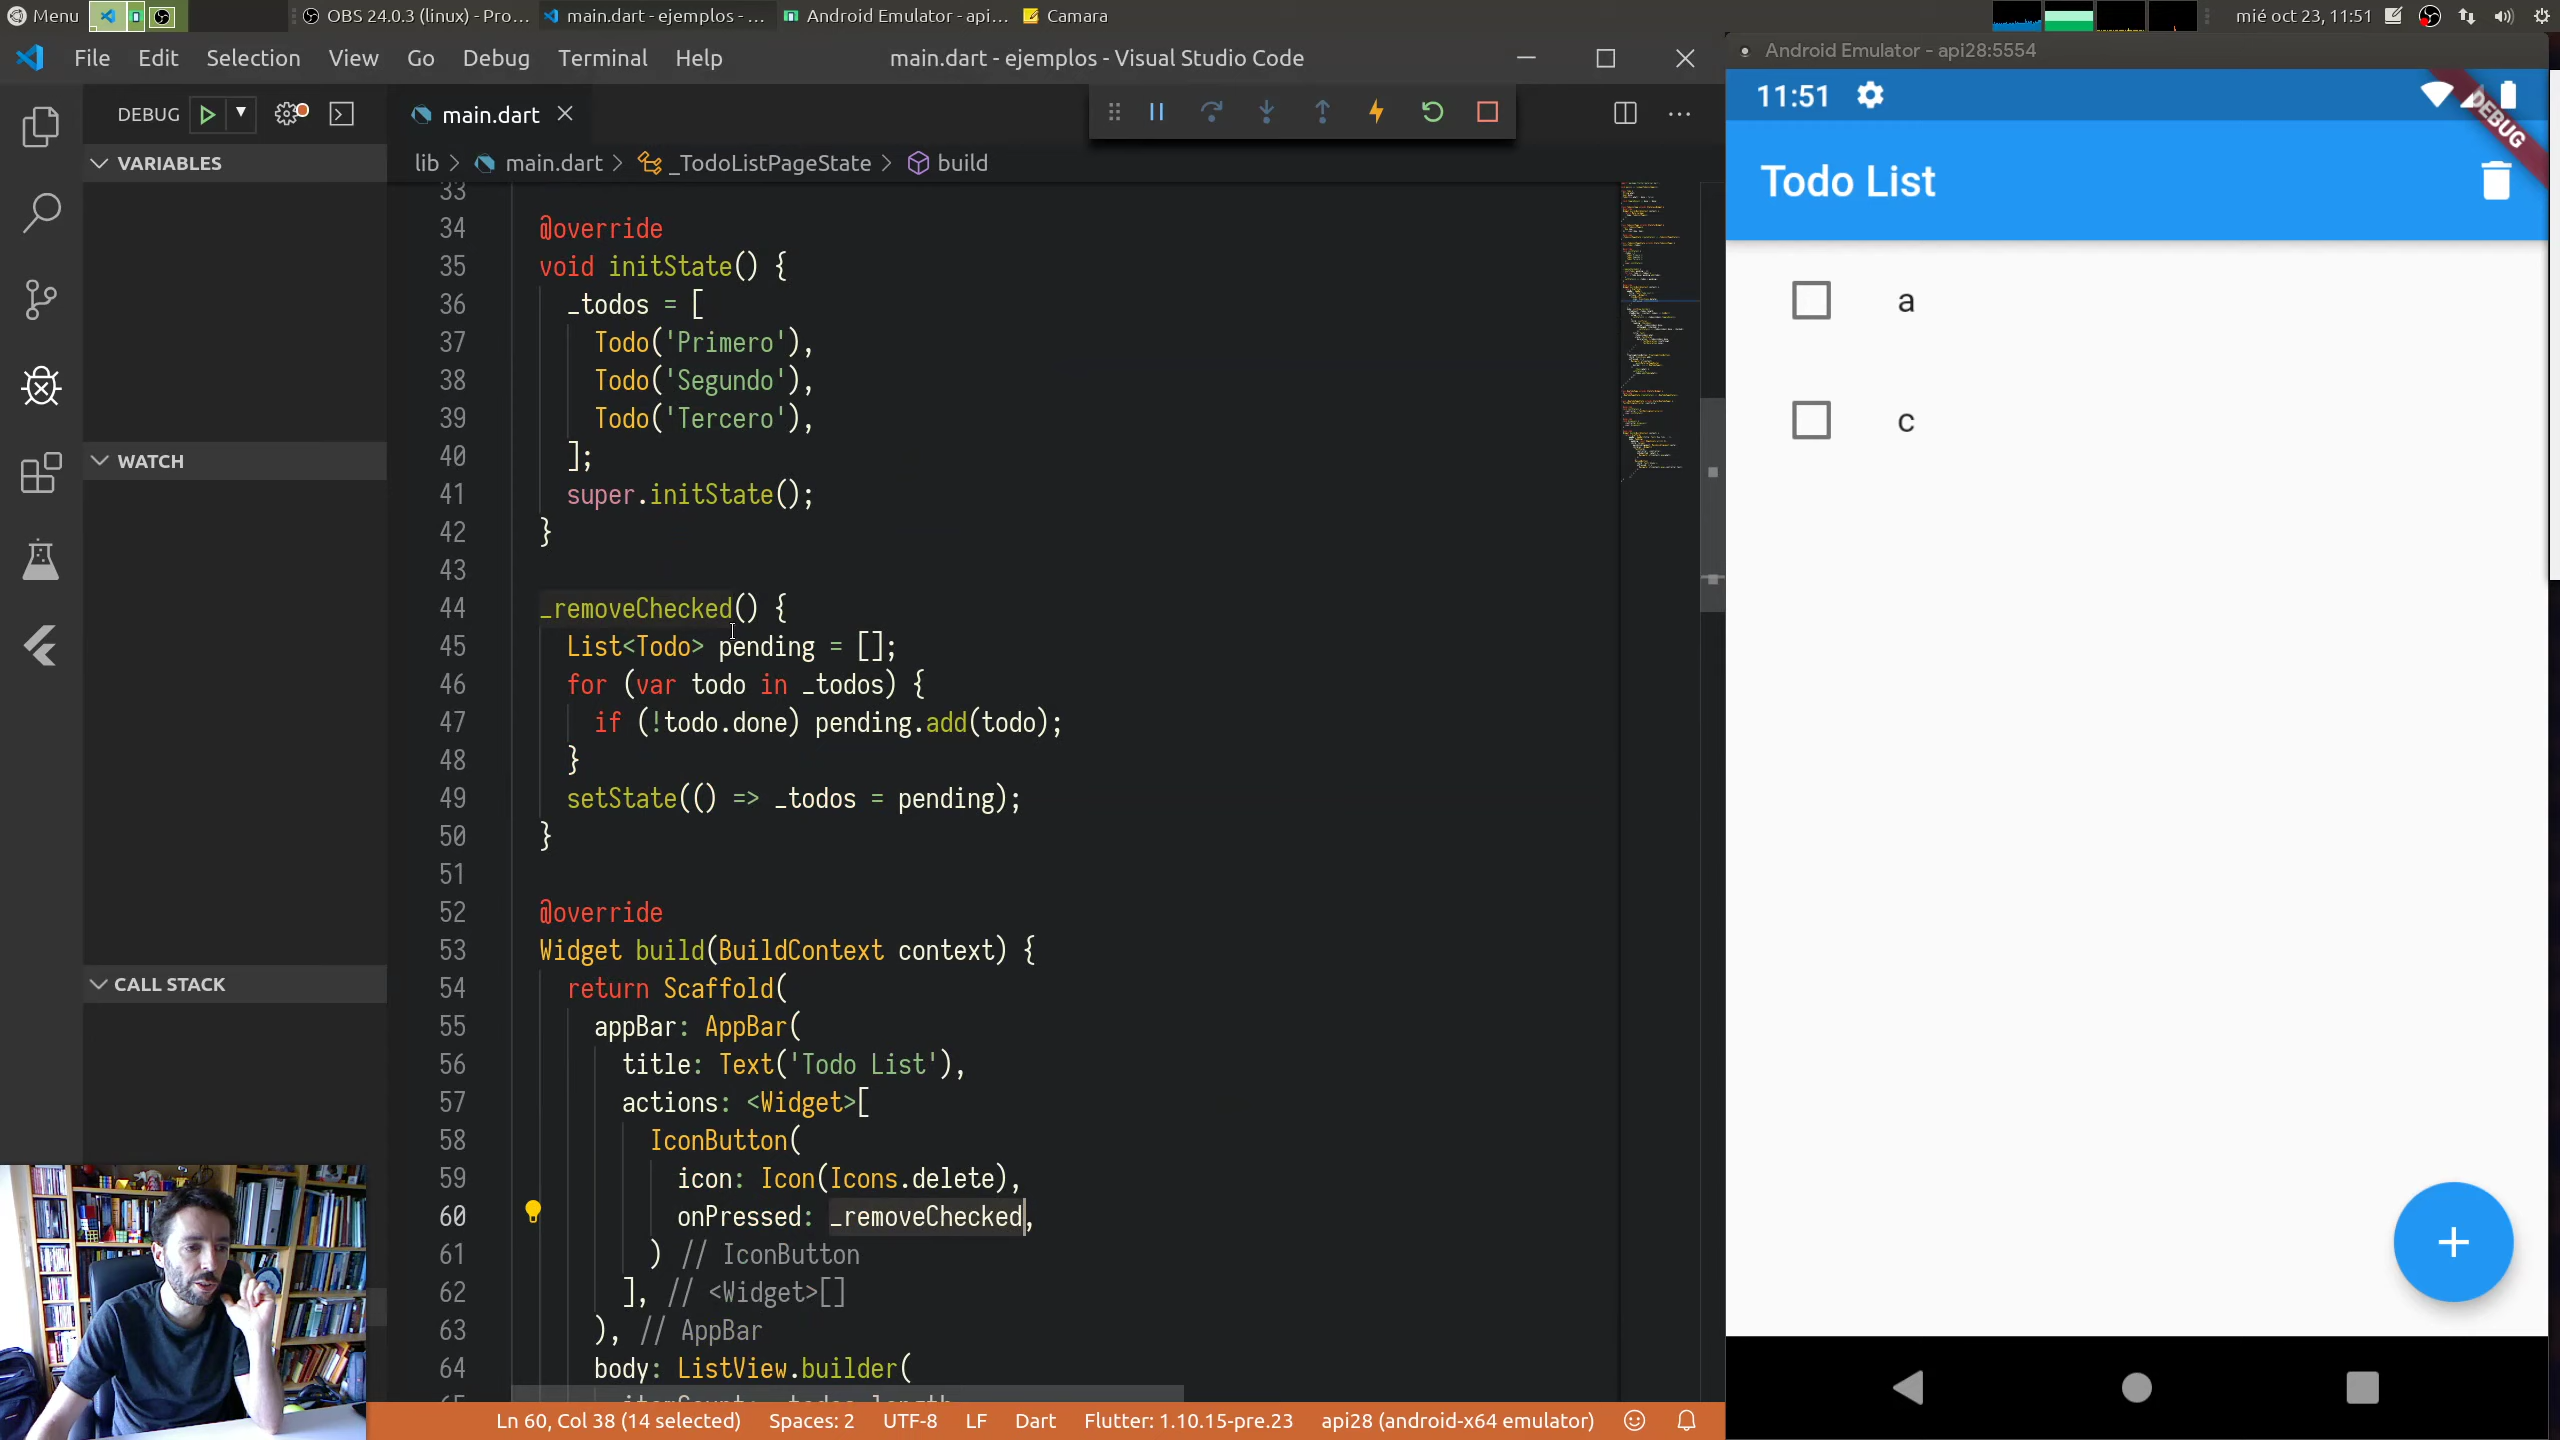 Menu
OBS 24.0.3 (linux) - Pro...
main.dart - ejemplos - ...
Android Emulator - api...
Camara
mié oct 23, 11:51
File Edit Selection View Go Debug Terminal Help
main.dart - ejemplos - Visual Studio Code
DEBUG
main.dart
VARIABLES
WATCH
CALL STACK
lib > main.dart > _TodoListPageState > build
33
34 @override
35 void initState() {
36 _todos = [
37 Todo('Primero'),
38 Todo('Segundo'),
39 Todo('Tercero'),
40 ];
41 super.initState();
42 }
43
44 _removeChecked() {
45 List<Todo> pending = [];
46 for (var todo in _todos) {
47 if (!todo.done) pending.add(todo);
48 }
49 setState(() => _todos = pending);
50 }
51
52 @override
53 Widget build(BuildContext context) {
54 return Scaffold(
55 appBar: AppBar(
56 title: Text('Todo List'),
57 actions: <Widget>[
58 IconButton(
59 icon: Icon(Icons.delete),
60 onPressed: _removeChecked,
61 ) // IconButton
62 ], // <Widget>[]
63 ), // AppBar
64 body: ListView.builder(
Ln 60, Col 38 (14 selected) Spaces: 2 UTF-8 LF Dart Flutter: 1.10.15-pre.23 api28 (android-x64 emulator)
Android Emulator - api28:5554
11:51
DEBUG
Todo List
a
c